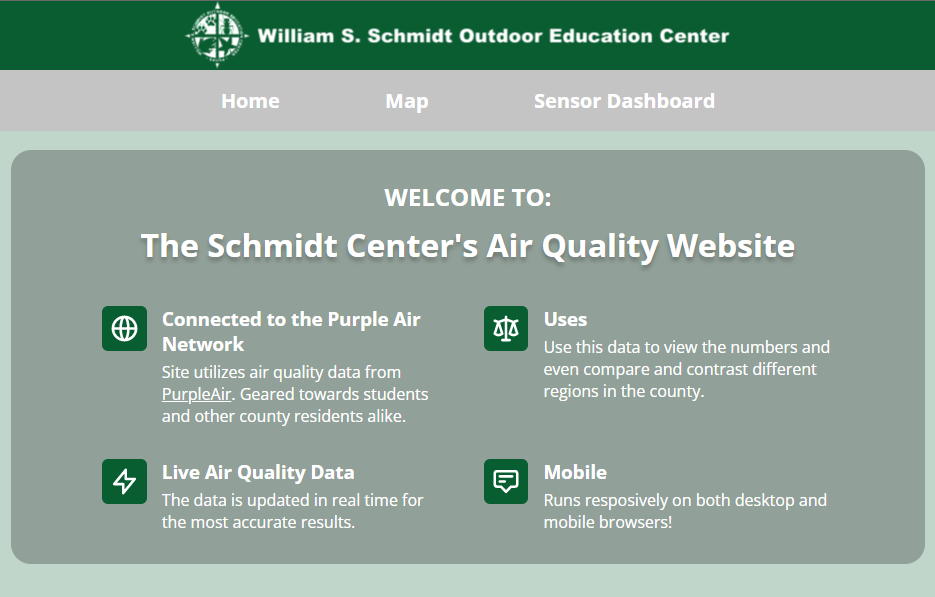 William S. Schmidt Outdoor Education Center
Home
Map
Sensor Dashboard
WELCOME TO:
The Schmidt Center's Air Quality Website
Connected to the Purple Air
Network
Site utilizes air quality data from
PurpleAir. Geared towards students
and other county residents alike.
Uses
Use this data to view the numbers and
even compare and contrast different
regions in the county.
Live Air Quality Data
The data is updated in real time for
the most accurate results.
Mobile
Runs resposively on both desktop and
mobile browsers!